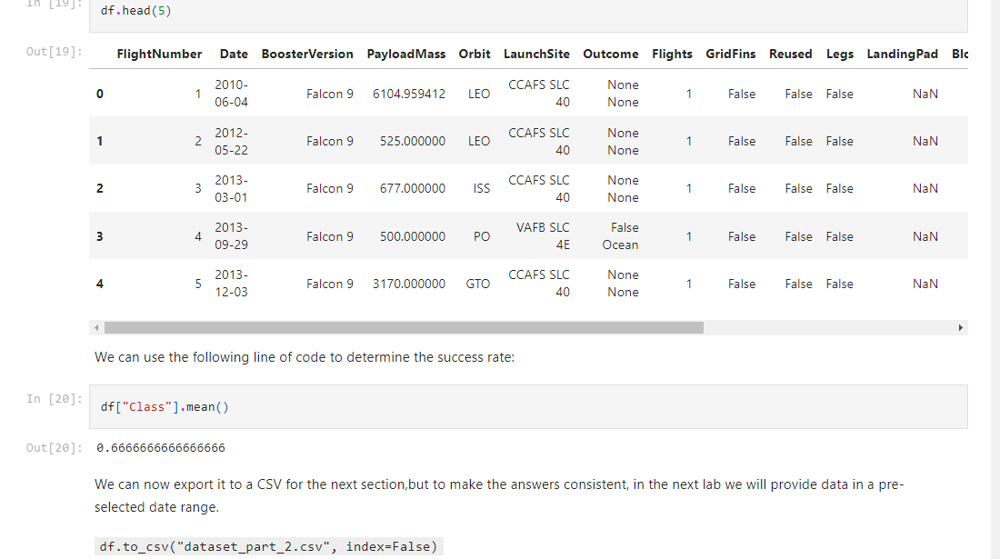 In [19]:
df.head(5)
Out[19]:
FlightNumber Date BoosterVersion PayloadMass Orbit LaunchSite Outcome Flights GridFins Reused Legs LandingPad Blo
0 1 2010-06-04 Falcon 9 6104.959412 LEO CCAFS SLC 40 None None 1 False False False NaN
1 2 2012-05-22 Falcon 9 525.000000 LEO CCAFS SLC 40 None None 1 False False False NaN
2 3 2013-03-01 Falcon 9 677.000000 ISS CCAFS SLC 40 None None 1 False False False NaN
3 4 2013-09-29 Falcon 9 500.000000 PO VAFB SLC 4E False Ocean 1 False False False NaN
4 5 2013-12-03 Falcon 9 3170.000000 GTO CCAFS SLC 40 None None 1 False False False NaN
We can use the following line of code to determine the success rate:
In [20]:
df["Class"].mean()
Out[20]:
0.6666666666666666
We can now export it to a CSV for the next section,but to make the answers consistent, in the next lab we will provide data in a pre-
selected date range.
df.to_csv("dataset_part_2.csv", index=False)